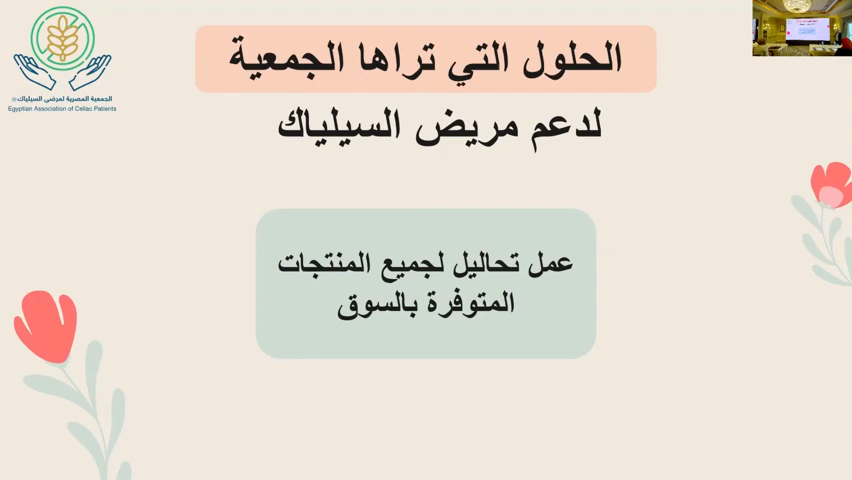 الجمعية المصرية لمرضى السيلياك
Egyptian Association of Celiac Patients
الحلول التي تراها الجمعية
لدعم مريض السيلياك
عمل تحاليل لجميع المنتجات
المتوفرة بالسوق